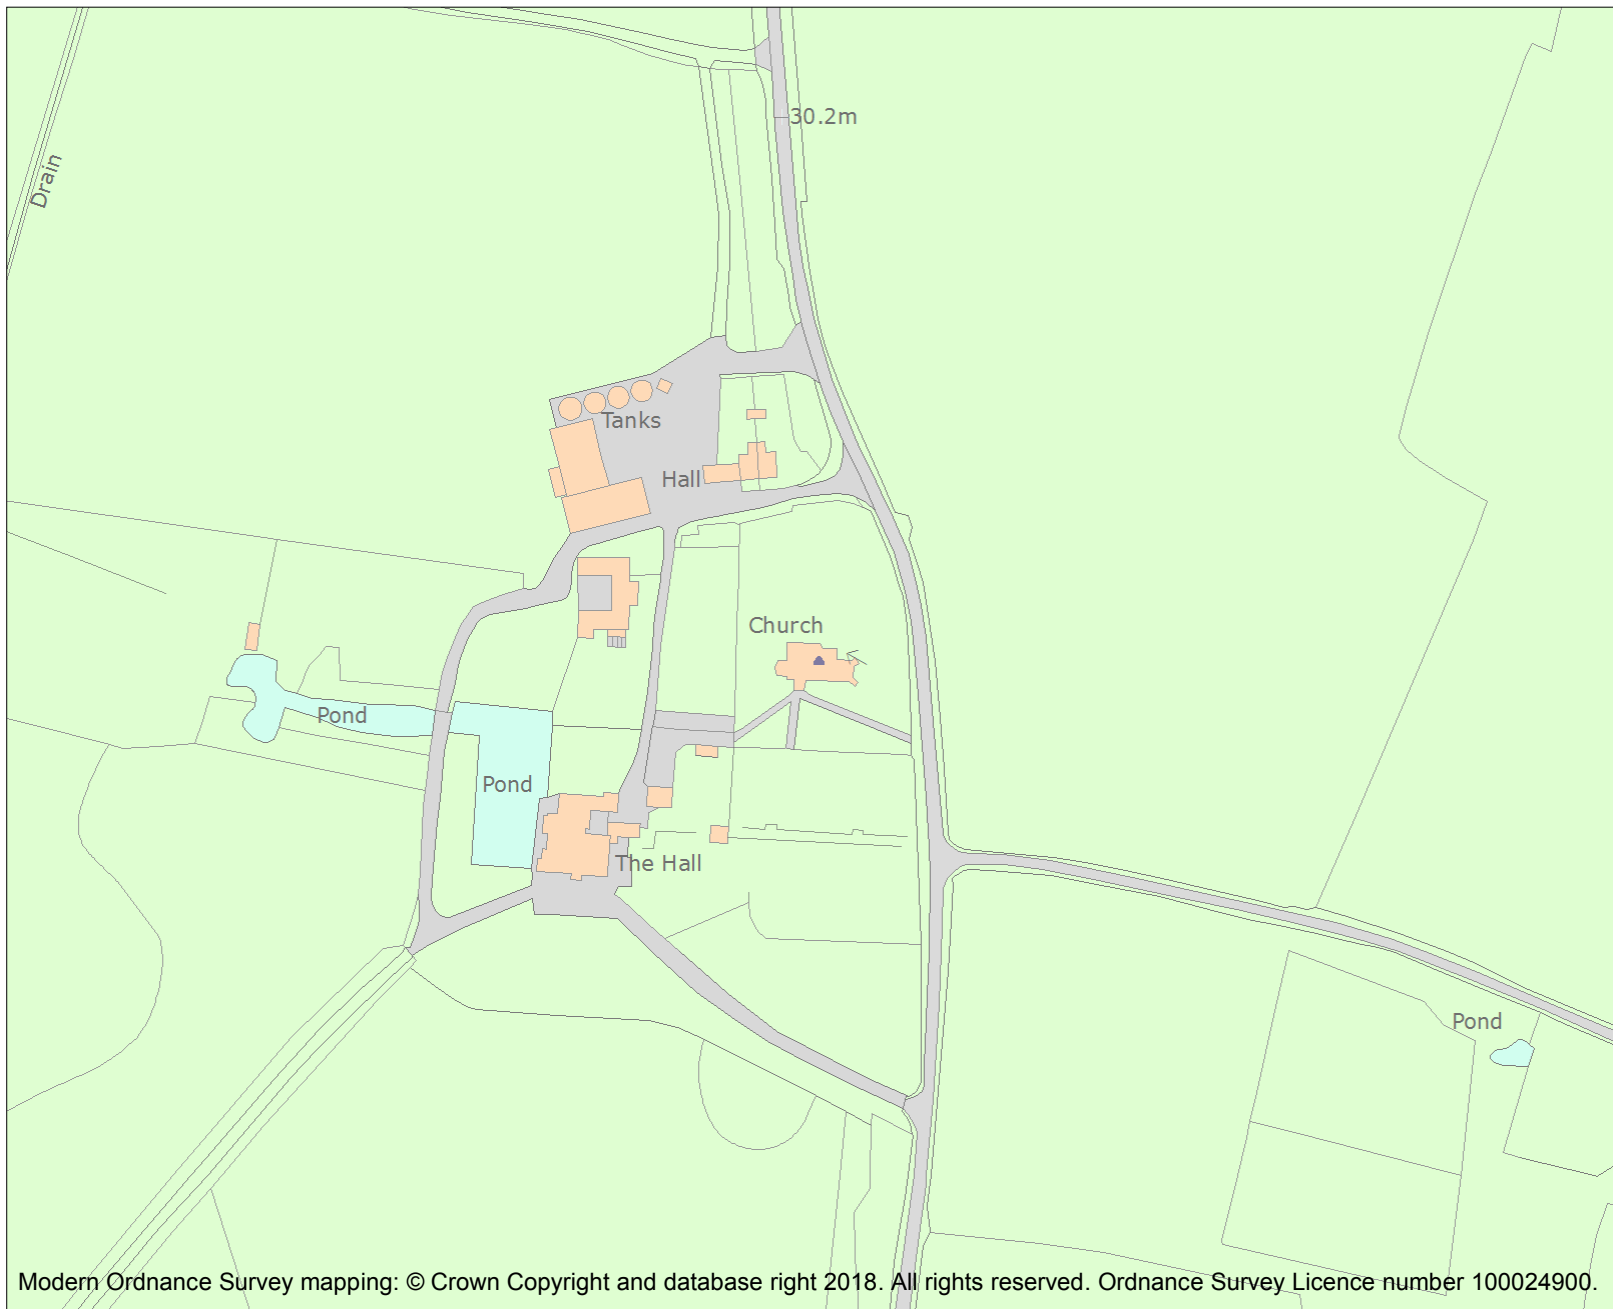 30.2m
Drain
Tanks
Hall
Church
Pond
Pond
The Hall
Pond
Modern Ordnance Survey mapping: © Crown Copyright and database right 2018. All rights reserved. Ordnance Survey Licence number 100024900.